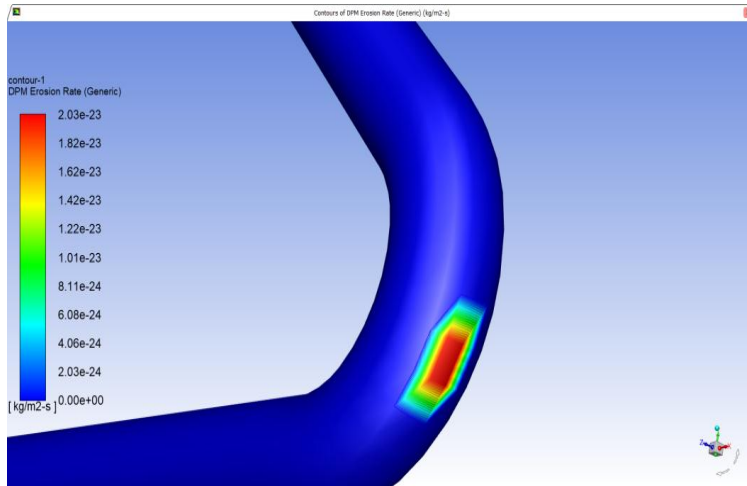 Contours of DPM Erosion Rate (Generic) (kg/m2-s)
contour-1
DPM Erosion Rate (Generic)
2.03e-23
1.82e-23
1.62e-23
1.42e-23
1.22e-23
1.01e-23
8.11e-24
6.08e-24
4.06e-24
2.03e-24
0.00e+00
[ kg/m2-s ]